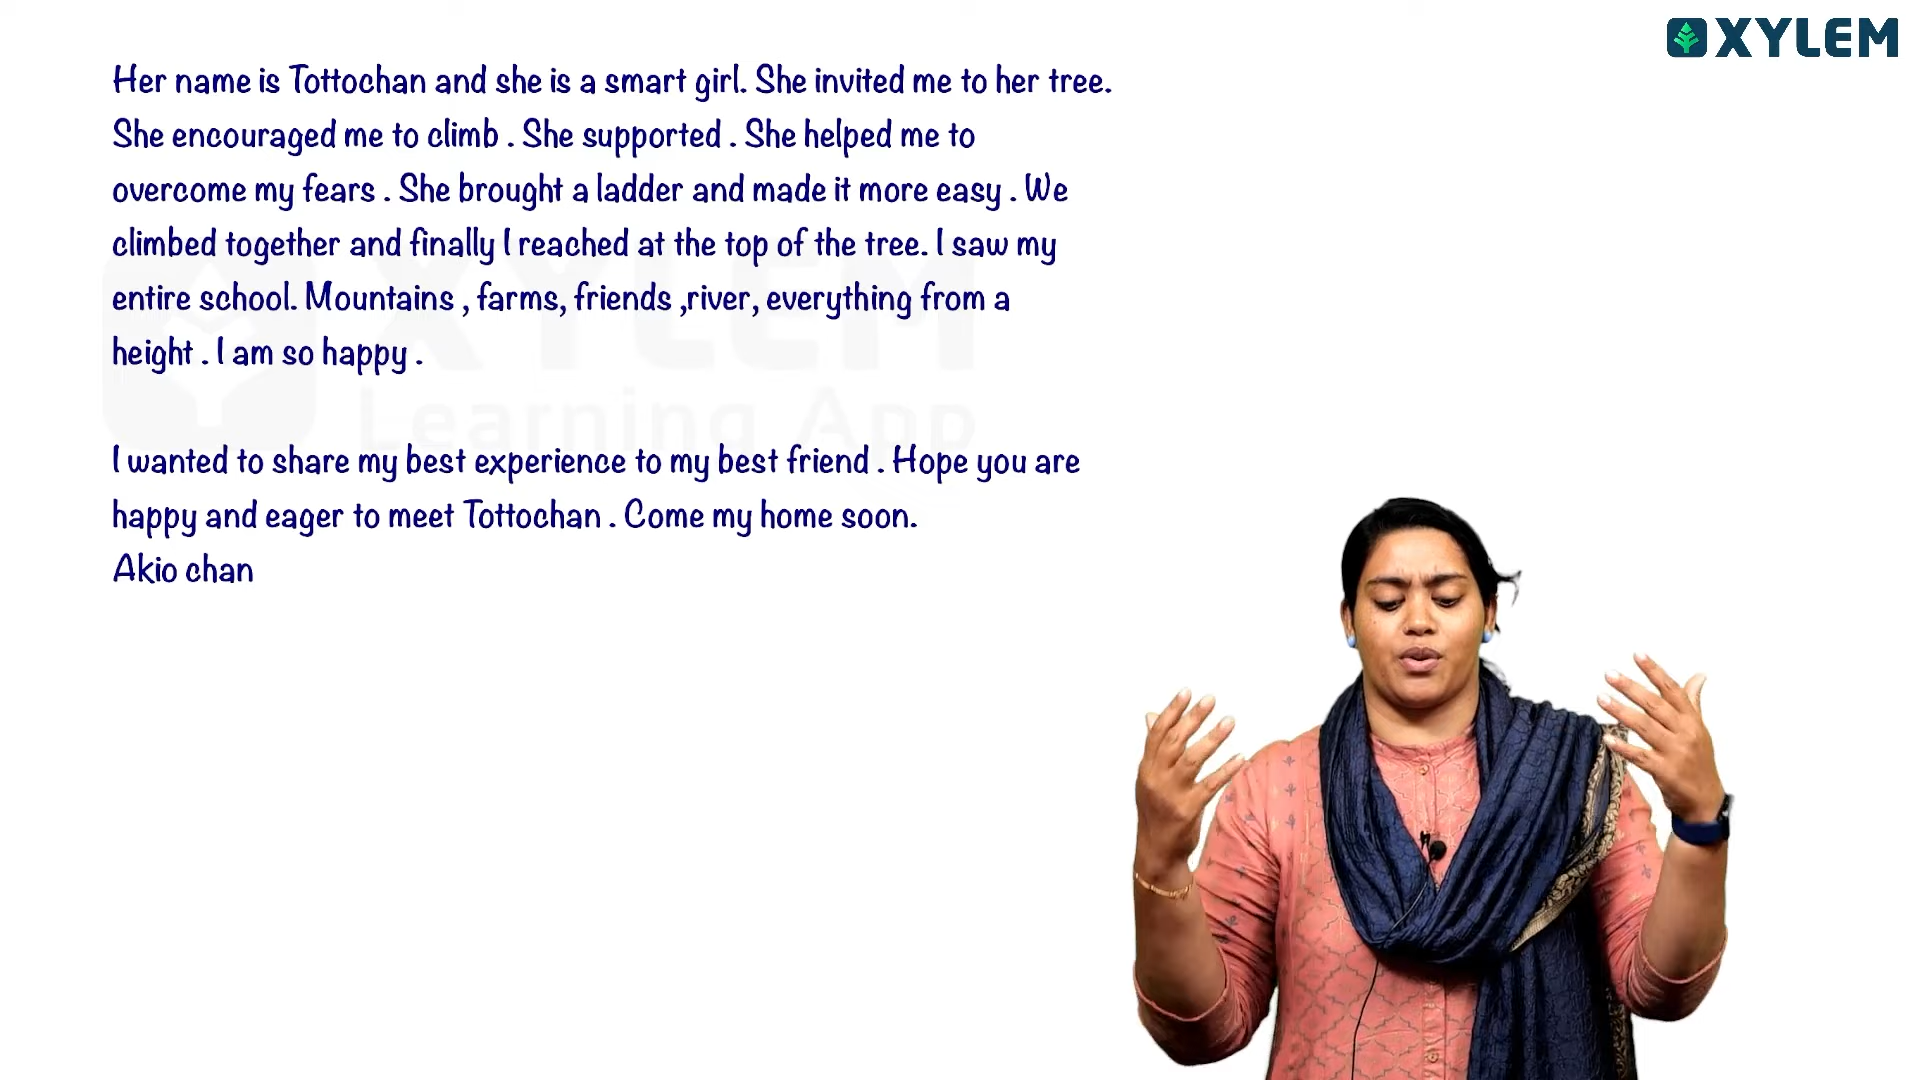 XYLEM
Her name is Tottochan and she is a smart girl. She invited me to her tree.
She encouraged me to climb . She supported . She helped me to
overcome my fears . She brought a ladder and made it more easy . We
climbed together and finally I reached at the top of the tree. I saw my
entire school. Mountains , farms, friends ,river, everything from a
height . I am so happy .
XYLEM
Learning App
I wanted to share my best experience to my best friend . Hope you are
happy and eager to meet Tottochan . Come my home soon.
Akio chan